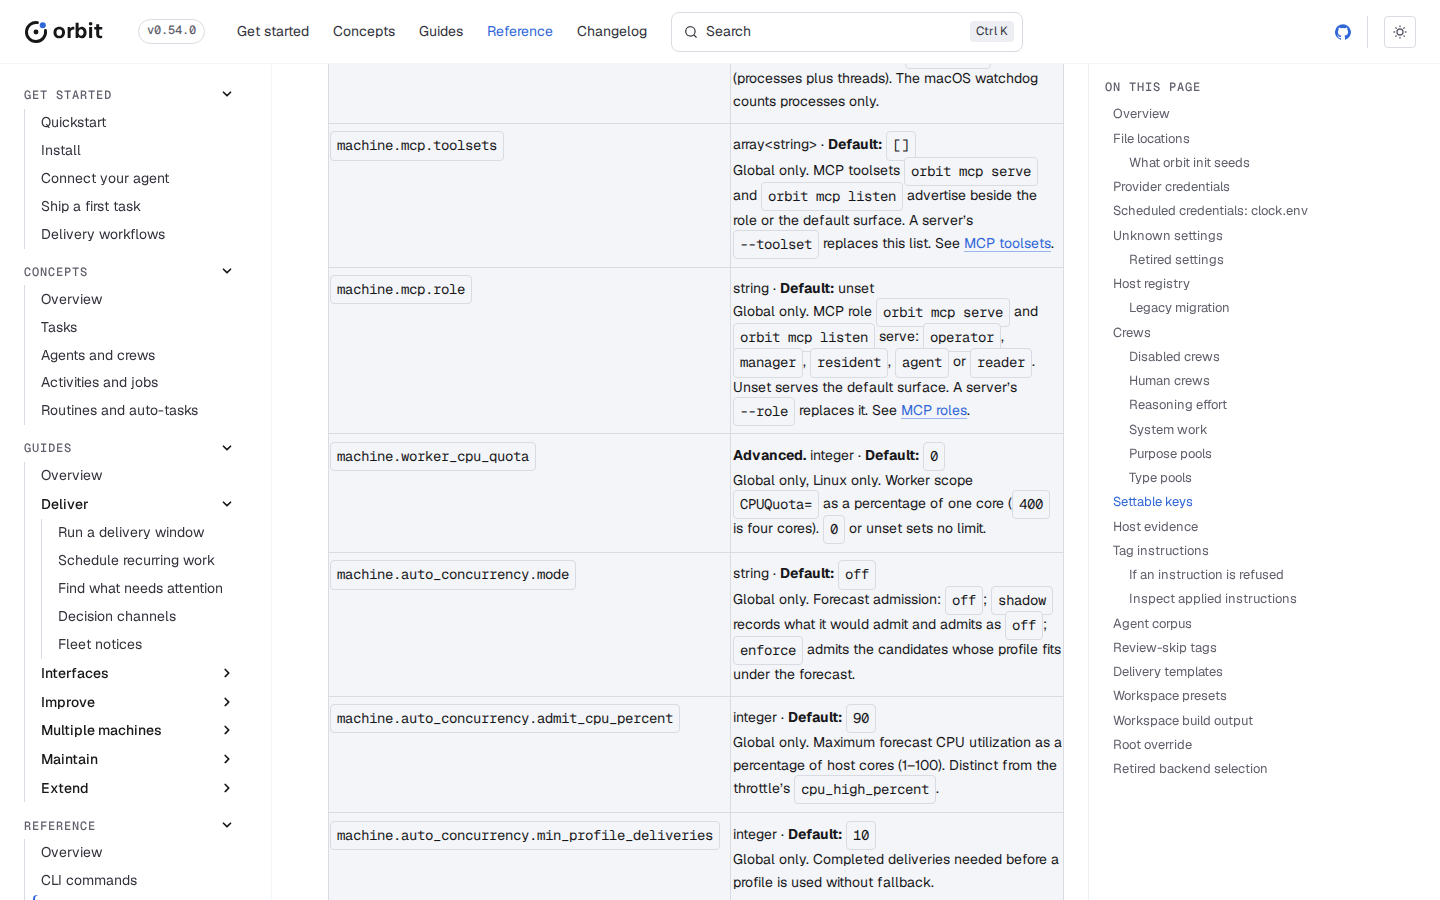 orbit
v0.54.0
Get started
Concepts
Guides
Reference
Changelog
Search
Ctrl K
GET STARTED
Quickstart
Install
Connect your agent
Ship a first task
Delivery workflows
CONCEPTS
Overview
Tasks
Agents and crews
Activities and jobs
Routines and auto-tasks
GUIDES
Overview
Deliver
Run a delivery window
Schedule recurring work
Find what needs attention
Decision channels
Fleet notices
Interfaces
Improve
Multiple machines
Maintain
Extend
REFERENCE
Overview
CLI commands
(processes plus threads). The macOS watchdog
counts processes only.
machine.mcp.toolsets
array<string> · Default: []
Global only. MCP toolsets orbit mcp serve
and orbit mcp listen advertise beside the
role or the default surface. A server's
--toolset replaces this list. See MCP toolsets.
machine.mcp.role
string · Default: unset
Global only. MCP role orbit mcp serve and
orbit mcp listen serve: operator,
manager, resident, agent or reader.
Unset serves the default surface. A server's
--role replaces it. See MCP roles.
machine.worker_cpu_quota
Advanced. integer · Default: 0
Global only, Linux only. Worker scope
CPUQuota= as a percentage of one core (400
is four cores). 0 or unset sets no limit.
machine.auto_concurrency.mode
string · Default: off
Global only. Forecast admission: off; shadow
records what it would admit and admits as off;
enforce admits the candidates whose profile fits
under the forecast.
machine.auto_concurrency.admit_cpu_percent
integer · Default: 90
Global only. Maximum forecast CPU utilization as a
percentage of host cores (1–100). Distinct from the
throttle's cpu_high_percent.
machine.auto_concurrency.min_profile_deliveries
integer · Default: 10
Global only. Completed deliveries needed before a
profile is used without fallback.
ON THIS PAGE
Overview
File locations
What orbit init seeds
Provider credentials
Scheduled credentials: clock.env
Unknown settings
Retired settings
Host registry
Legacy migration
Crews
Disabled crews
Human crews
Reasoning effort
System work
Purpose pools
Type pools
Settable keys
Host evidence
Tag instructions
If an instruction is refused
Inspect applied instructions
Agent corpus
Review-skip tags
Delivery templates
Workspace presets
Workspace build output
Root override
Retired backend selection